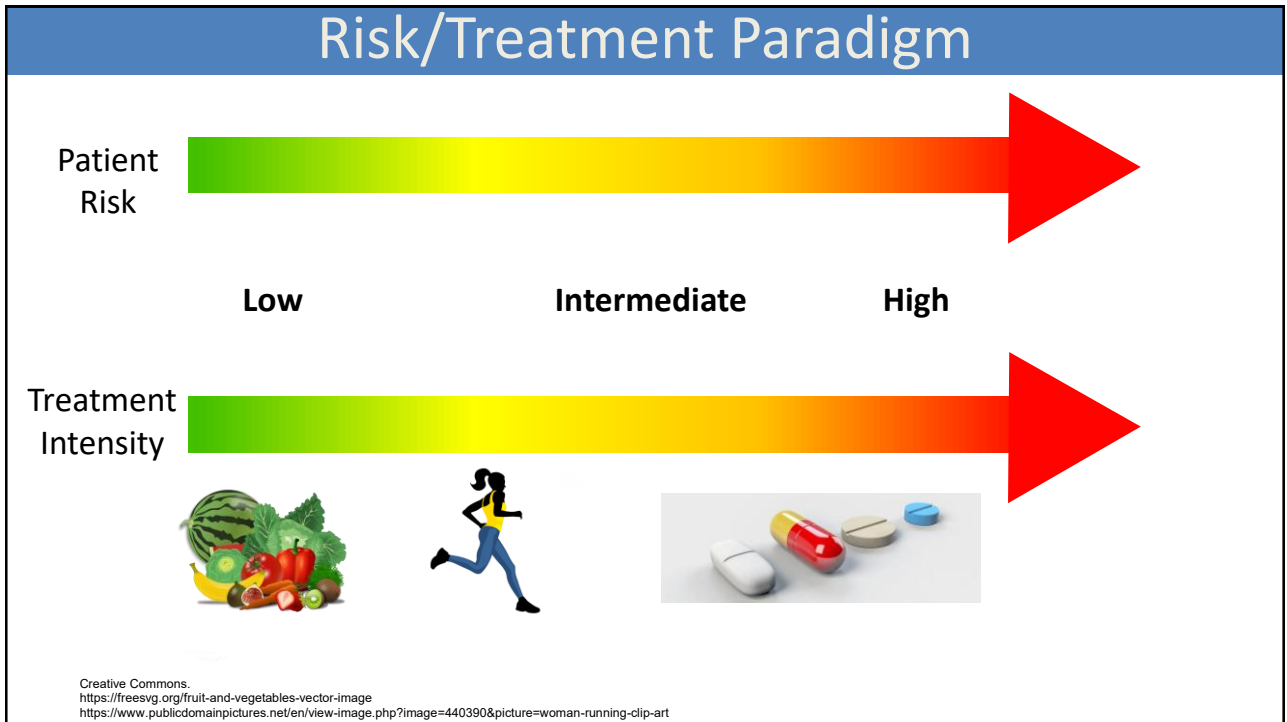 Risk/Treatment Paradigm
Patient
Risk
Low Intermediate High
Treatment
Intensity
Creative Commons.
https://freesvg.org/fruit-and-vegetables-vector-image
https://www.publicdomainpictures.net/en/view-image.php?image=440390&picture=woman-running-clip-art